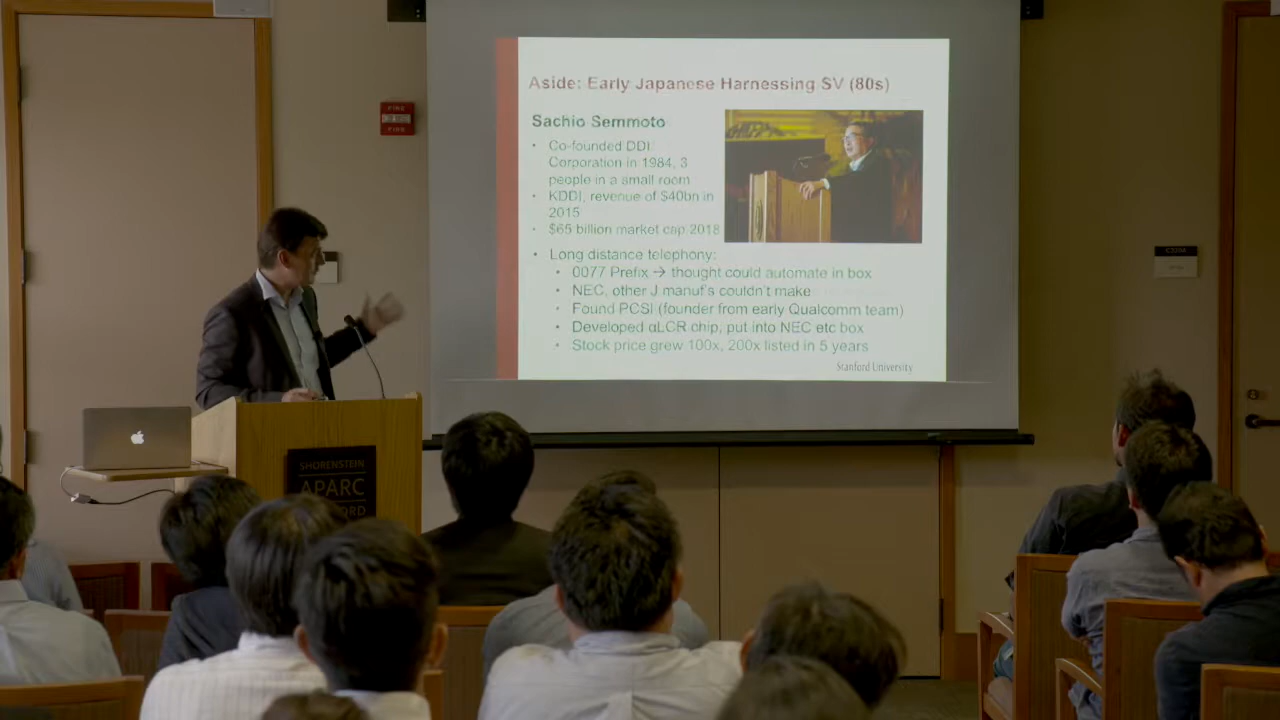 Aside: Early Japanese Harnessing SV (80s)
Sachio Semmoto
• Co-founded DDI
Corporation in 1984, 3
people in a small room
• KDDI, revenue of $40bn in
2015
• $65 billion market cap 2018
• Long distance telephony:
• 0077 Prefix → thought could automate in box
• NEC, other J manuf's couldn't make
• Found PCSI (founder from early Qualcomm team)
• Developed αLCR chip, put into NEC etc box
• Stock price grew 100x, 200x listed in 5 years
Stanford University
FIRE
FIRE
SHORENSTEIN
APARC